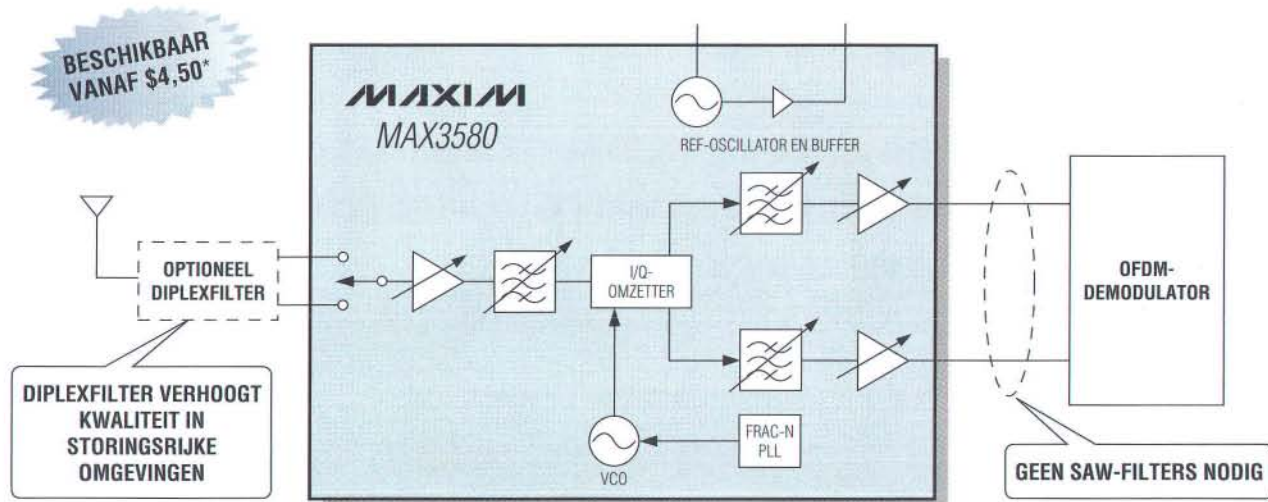 BESCHIKBAAR
VANAF $4,50*
MAXIM
MAX3580
REF-OSCILLATOR EN BUFFER
OPTIONEEL
DIPLEXFILTER
I/Q-
OMZETTER
OFDM-
DEMODULATOR
DIPLEXFILTER VERHOOGT
KWALITEIT IN
STORINGSRIJKE
OMGEVINGEN
VCO
FRAC-N
PLL
GEEN SAW-FILTERS NODIG